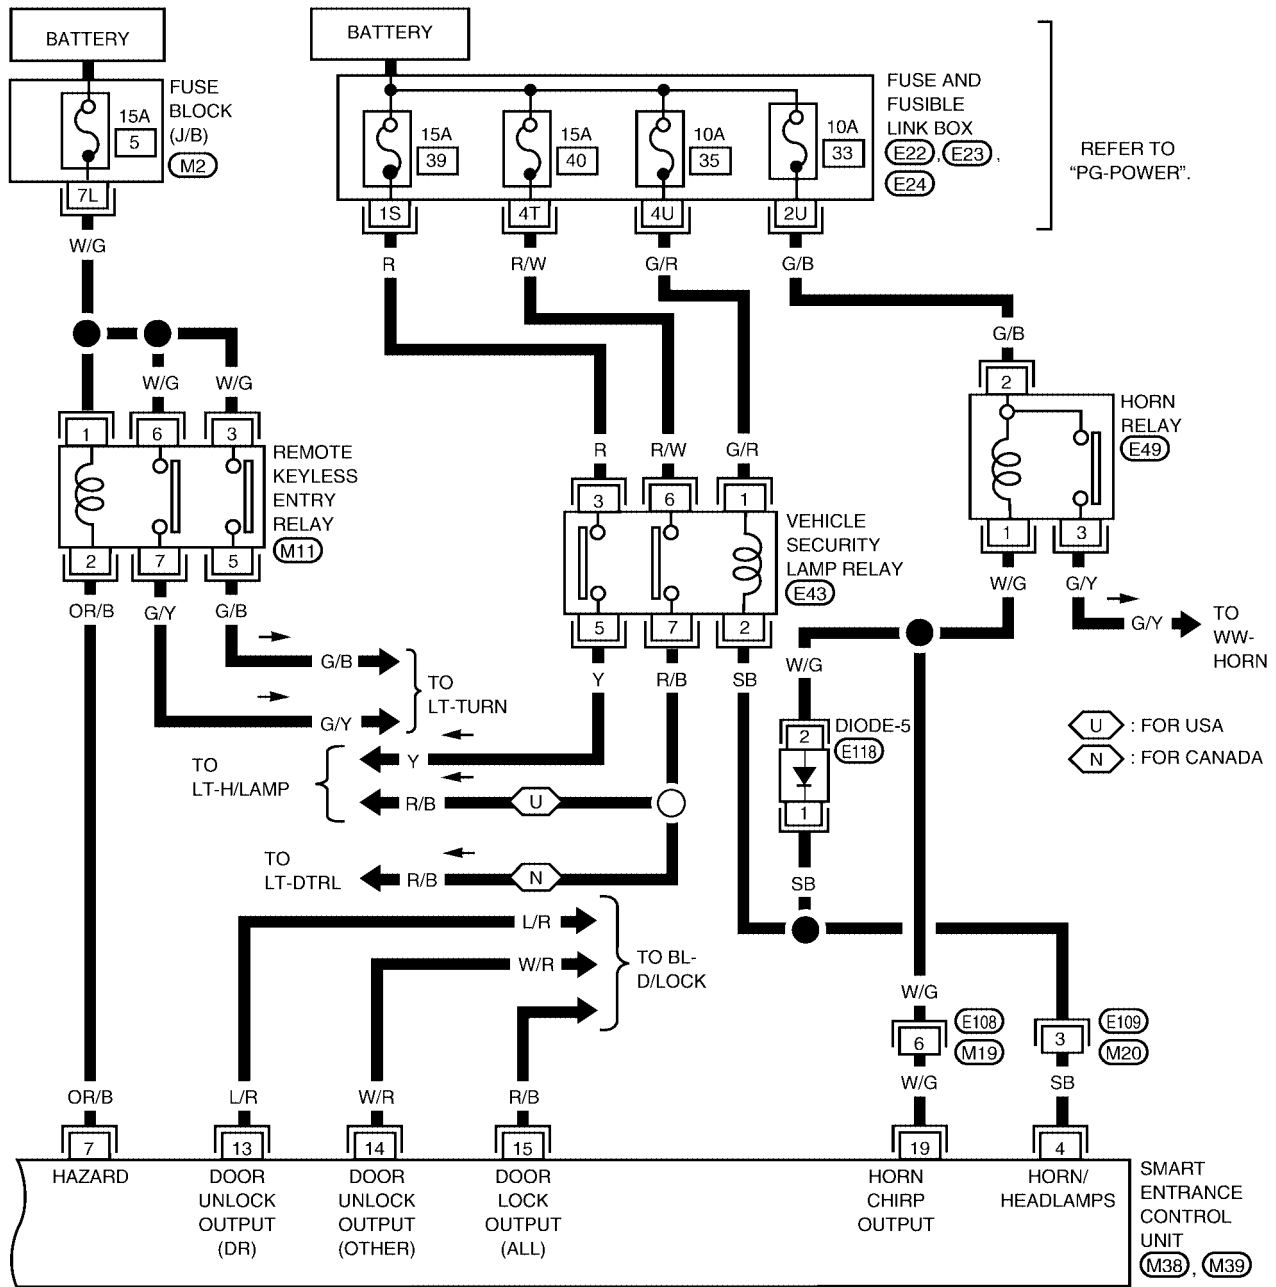 BATTERY
BATTERY
FUSE
BLOCK
(J/B)
M2
15A
5
7L
W/G
15A
39
15A
40
10A
35
10A
33
FUSE AND
FUSIBLE
LINK BOX
E22, E23,
E24
REFER TO
“PG-POWER”.
1S
4T
4U
2U
R
R/W
G/R
G/B
W/G
W/G
G/B
1
6
3
REMOTE
KEYLESS
ENTRY
RELAY
M11
2
7
5
OR/B
G/Y
G/B
R
R/W
G/R
3
6
1
VEHICLE
SECURITY
LAMP RELAY
E43
5
7
2
Y
R/B
SB
2
HORN
RELAY
E49
1
3
W/G
G/Y
G/Y
TO
WW-
HORN
G/B
G/Y
TO
LT-TURN
W/G
2
DIODE-5
E118
1
SB
U : FOR USA
N : FOR CANADA
TO
LT-H/LAMP
Y
R/B
U
TO
LT-DTRL
R/B
N
L/R
W/R
TO BL-
D/LOCK
W/G
6
E108
M19
W/G
3
E109
M20
SB
OR/B
L/R
W/R
R/B
7
13
14
15
19
4
HAZARD
DOOR
UNLOCK
OUTPUT
(DR)
DOOR
UNLOCK
OUTPUT
(OTHER)
DOOR
LOCK
OUTPUT
(ALL)
HORN
CHIRP
OUTPUT
HORN/
HEADLAMPS
SMART
ENTRANCE
CONTROL
UNIT
M38, M39